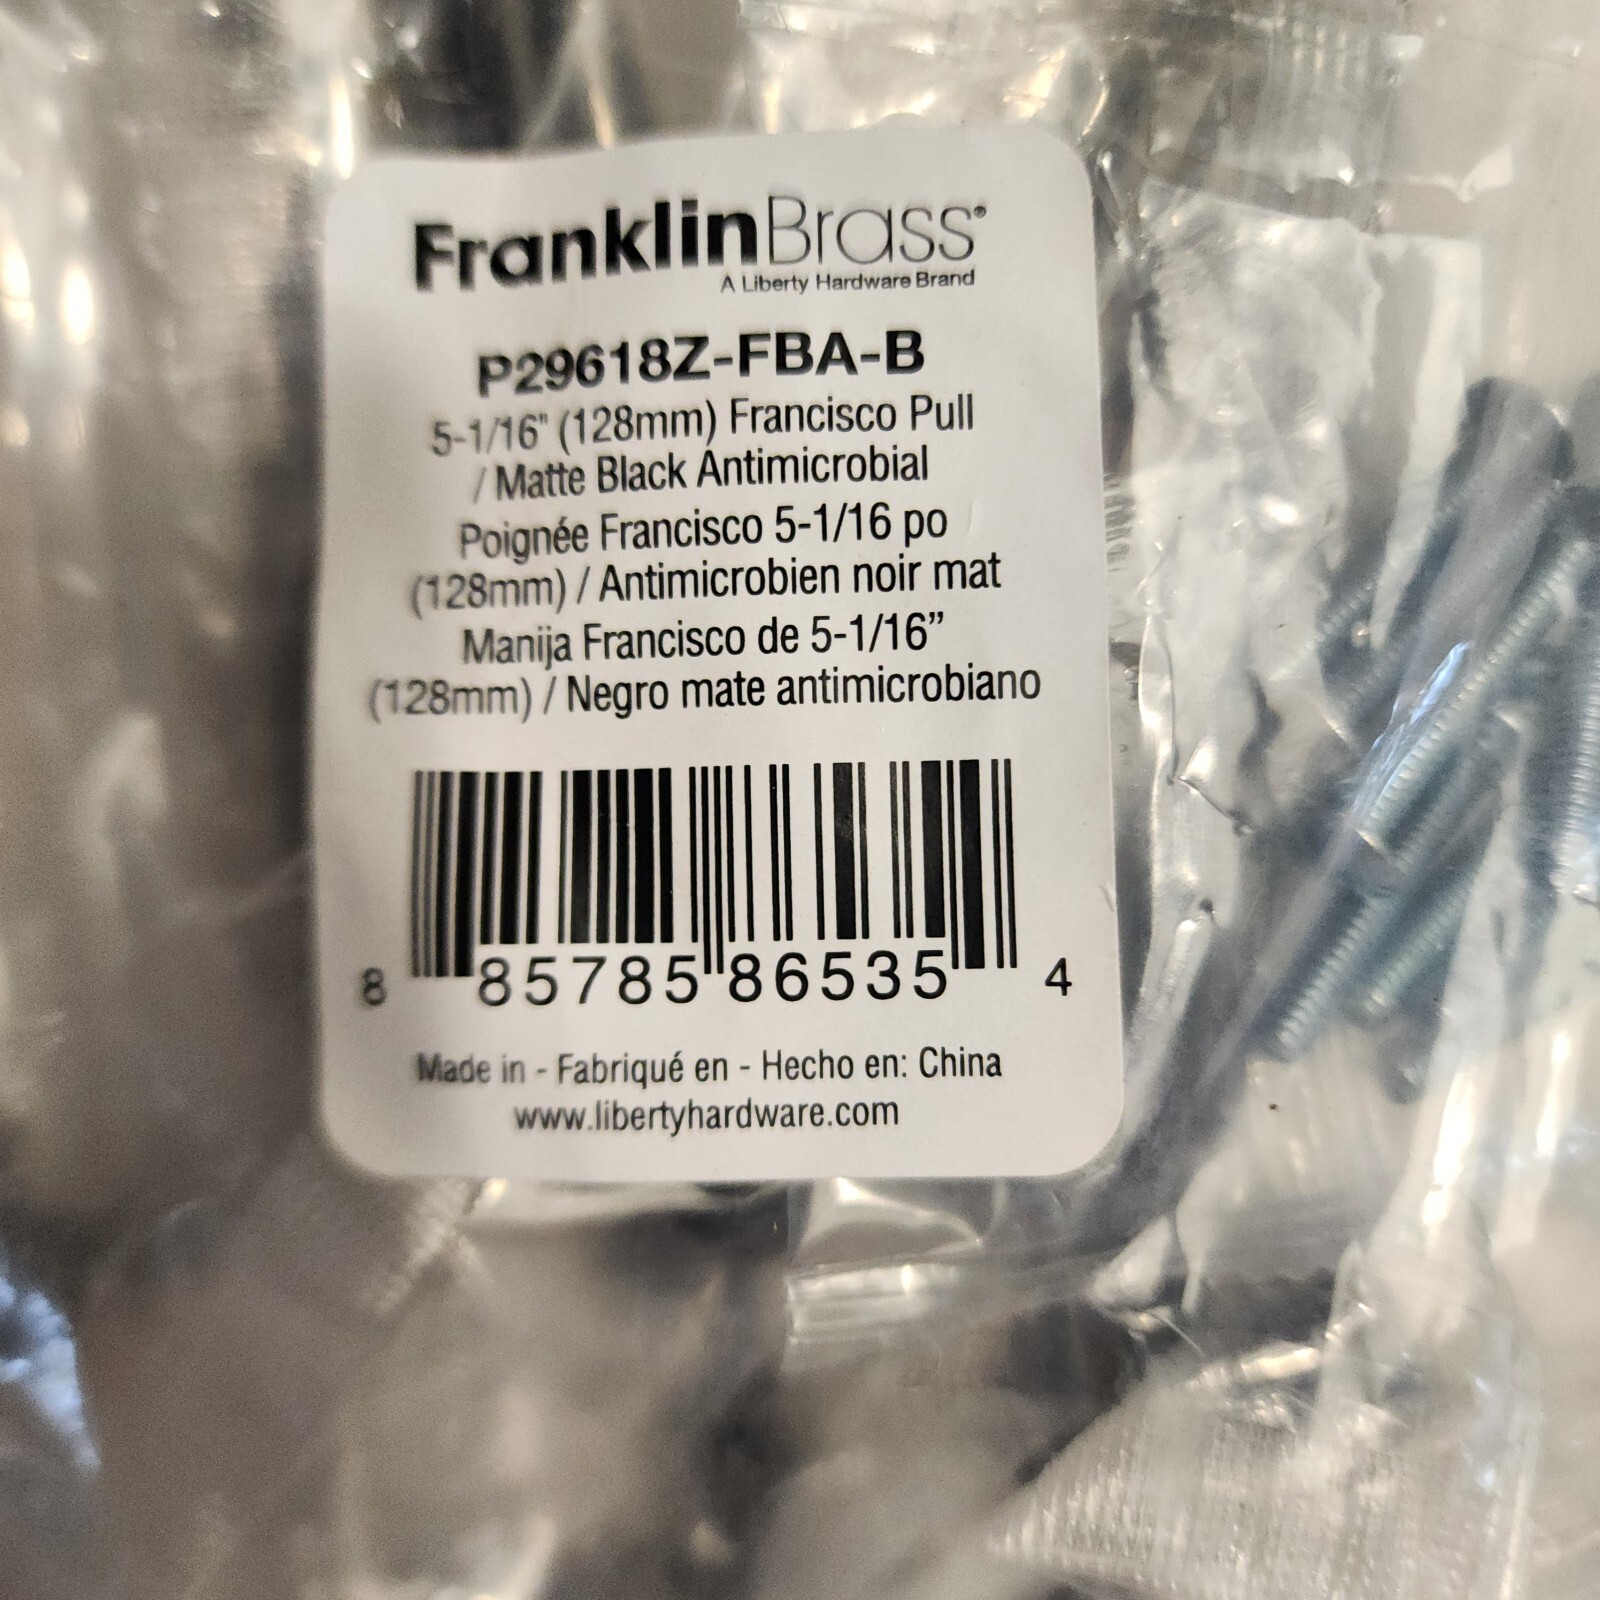 FranklinBrass®
A Liberty Hardware Brand
P29618Z-FBA-B
5-1/16" (128mm) Francisco Pull
/ Matte Black Antimicrobial
Poignée Francisco 5-1/16 po
(128mm) / Antimicrobien noir mat
Manija Francisco de 5-1/16”
(128mm) / Negro mate antimicrobiano
8 85785 86535 4
Made in - Fabriqué en - Hecho en: China
www.libertyhardware.com